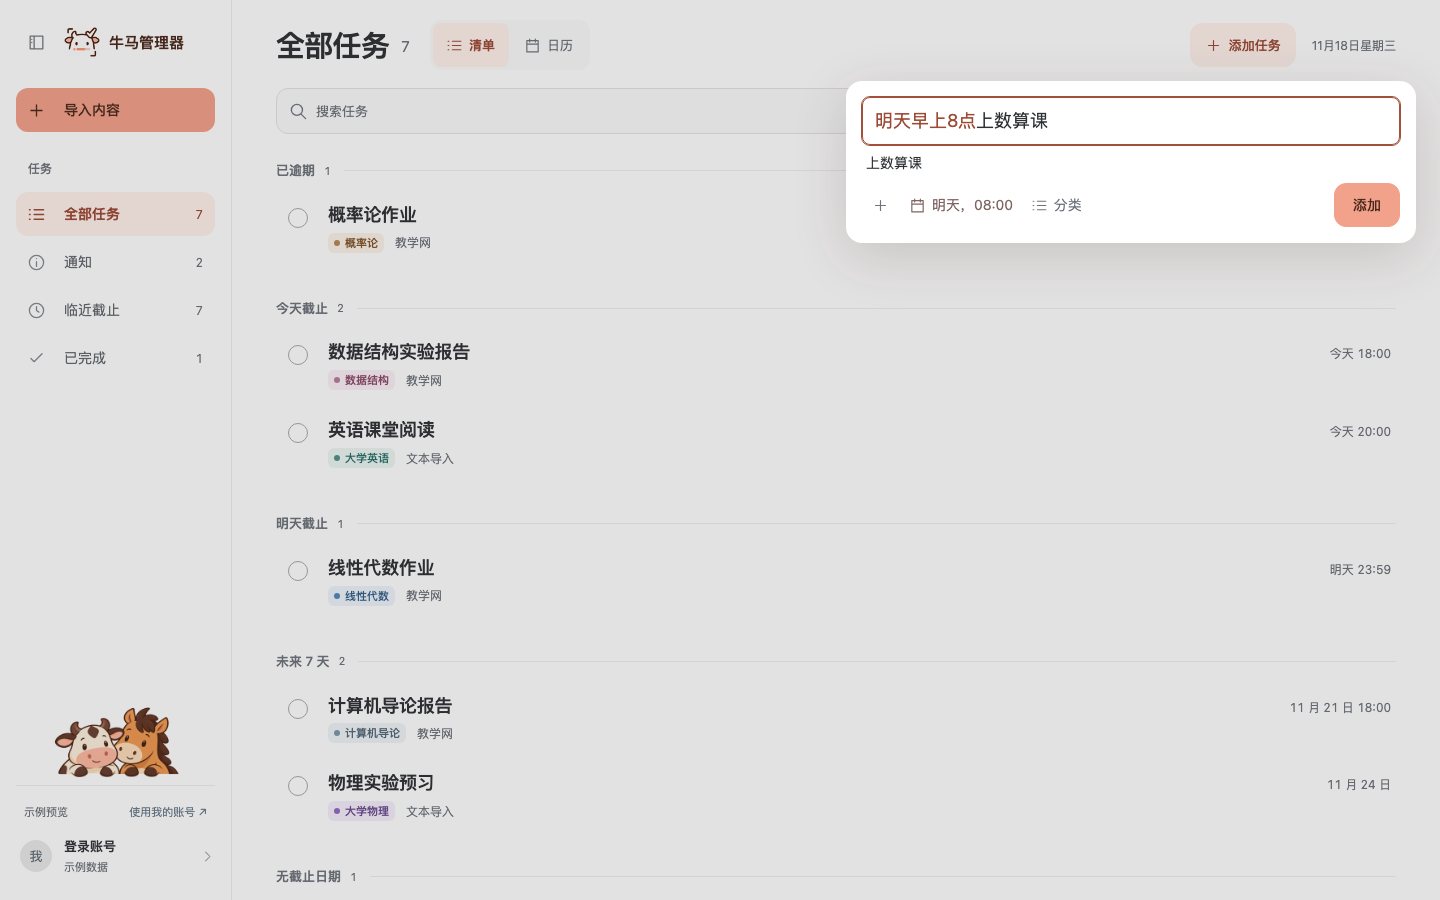 牛马管理器
导入内容
任务
全部任务 7
通知 2
临近截止 7
已完成 1
示例预览 使用我的账号
我
登录账号
示例数据
全部任务 7
清单
日历
添加任务
11月18日星期三
搜索任务
明天早上8点上数算课
上数算课
明天，08:00
分类
添加
已逾期 1
概率论作业
概率论 教学网
今天截止 2
数据结构实验报告
今天 18:00
数据结构 教学网
英语课堂阅读
今天 20:00
大学英语 文本导入
明天截止 1
线性代数作业
明天 23:59
线性代数 教学网
未来 7 天 2
计算机导论报告
11 月 21 日 18:00
计算机导论 教学网
物理实验预习
11 月 24 日
大学物理 文本导入
无截止日期 1